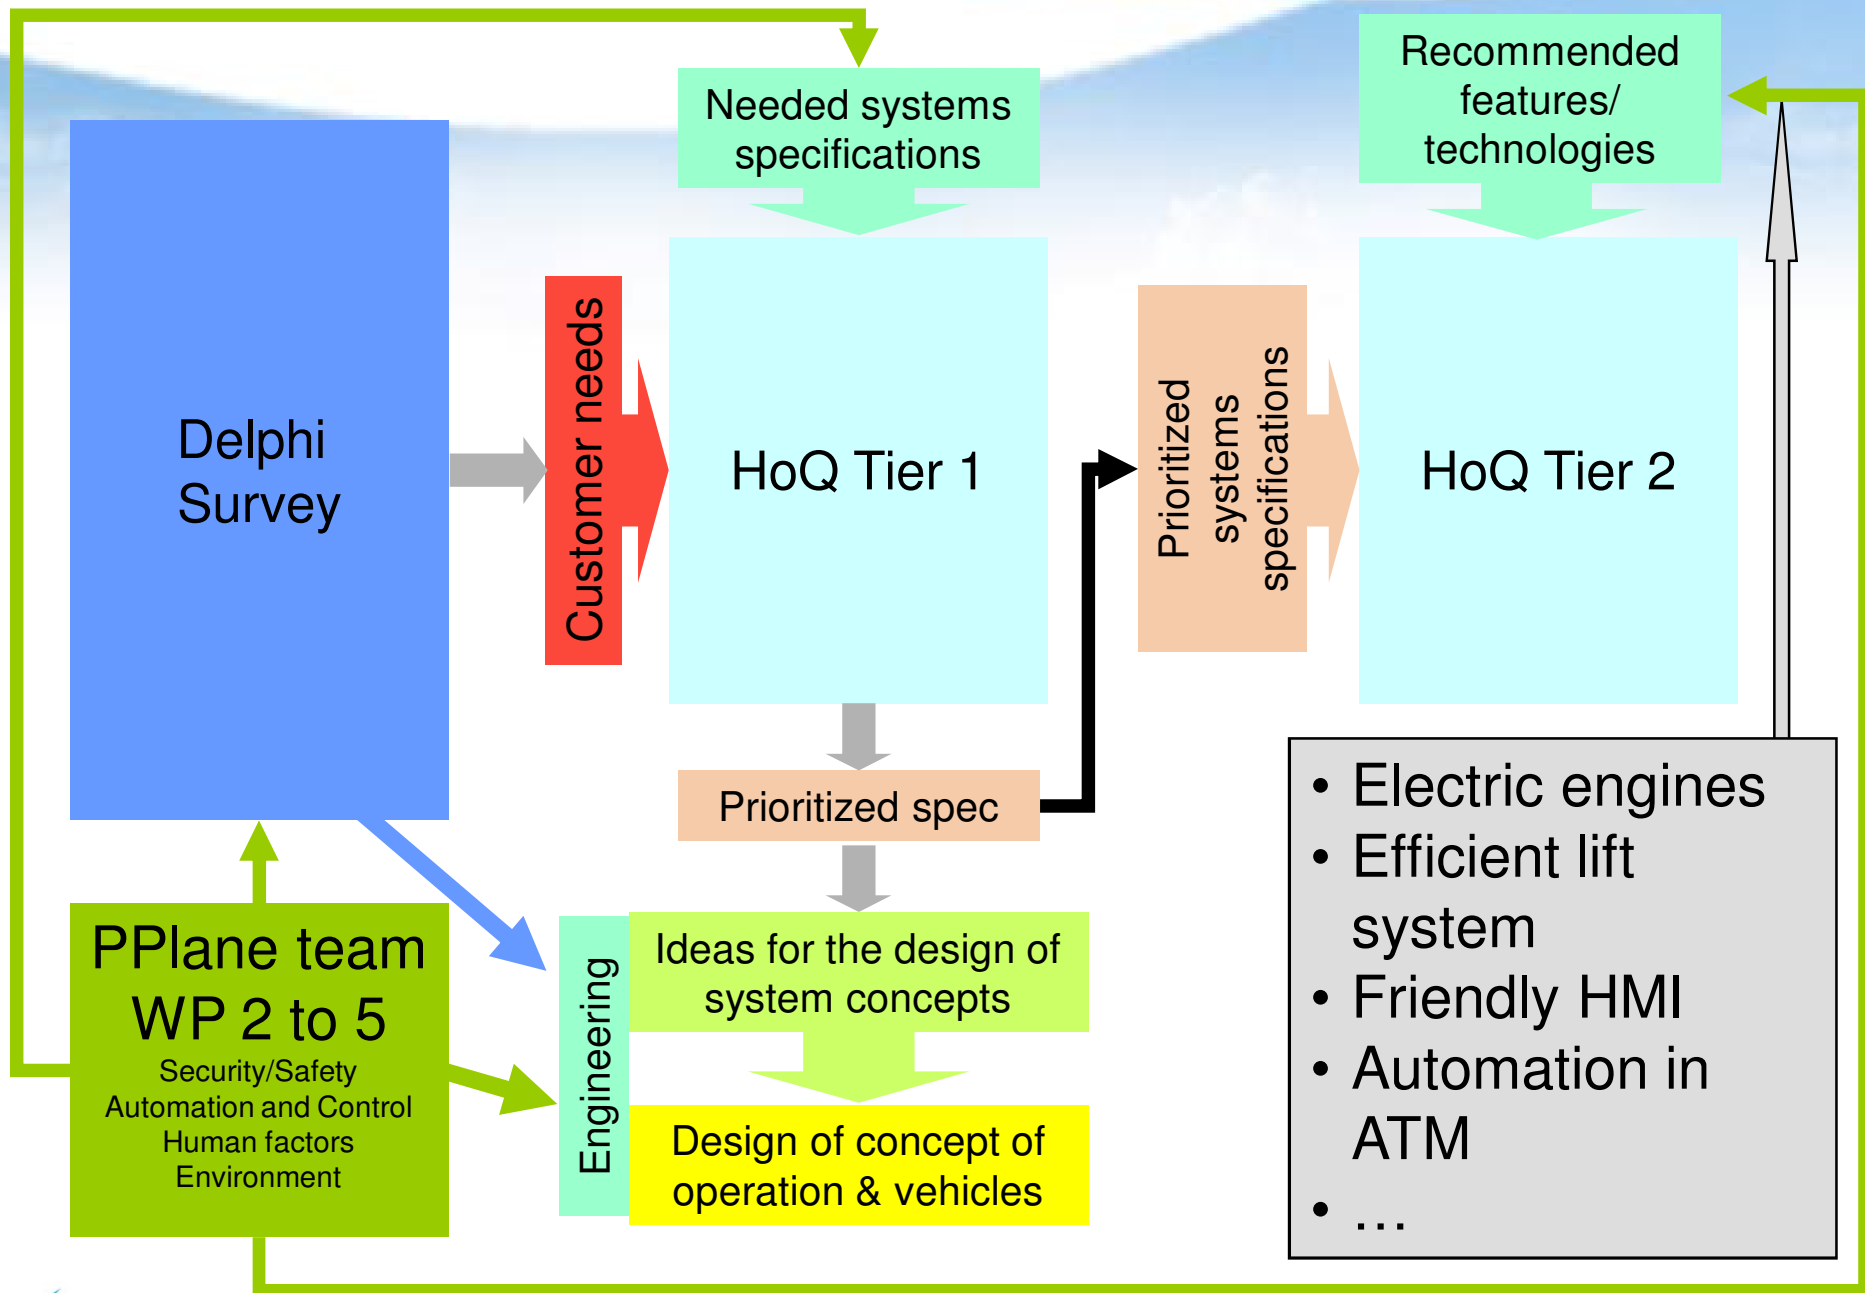 Needed systems
specifications
Recommended
features/
technologies
Delphi
Survey
Customer needs
HoQ Tier 1
Prioritized
systems
specifications
HoQ Tier 2
Prioritized spec
PPlane team
WP 2 to 5
Security/Safety
Automation and Control
Human factors
Environment
Engineering
Ideas for the design of
system concepts
Design of concept of
operation & vehicles
• Electric engines
• Efficient lift
system
• Friendly HMI
• Automation in
ATM
• …